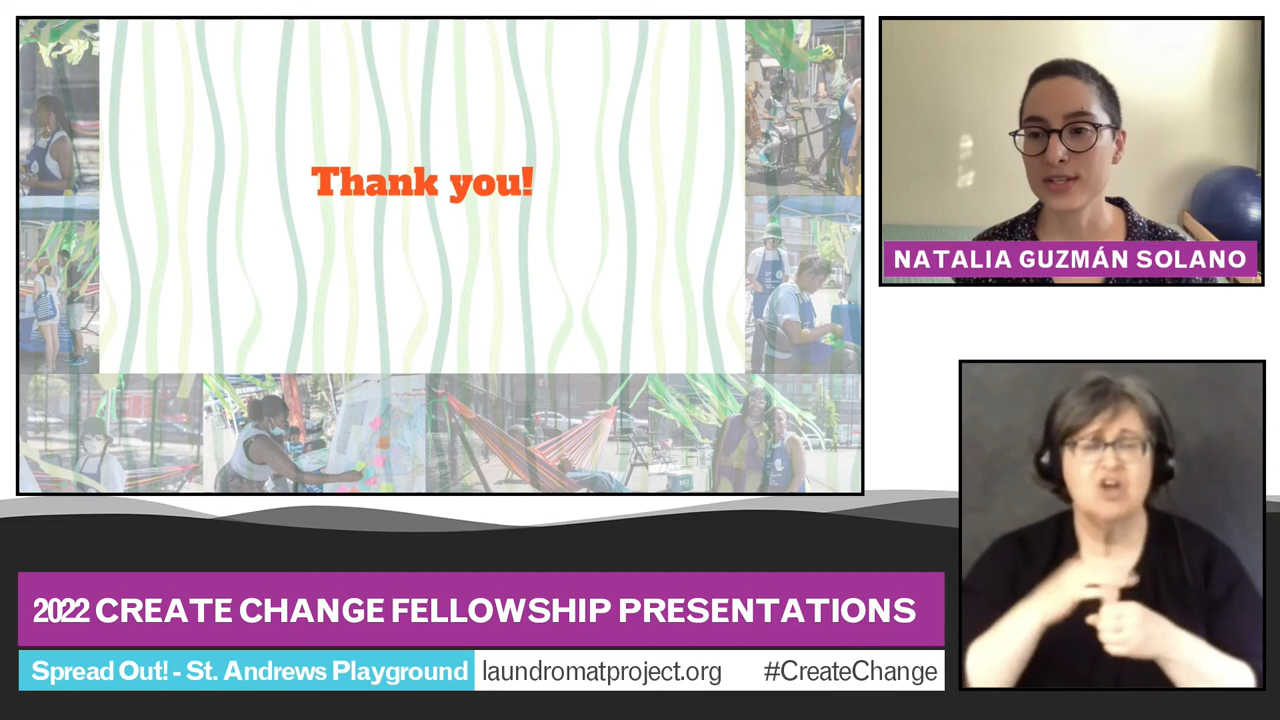 Thank you!
NATALIA GUZMÁN SOLANO
2022 CREATE CHANGE FELLOWSHIP PRESENTATIONS
Spread Out! - St. Andrews Playground
laundromatproject.org
#CreateChange